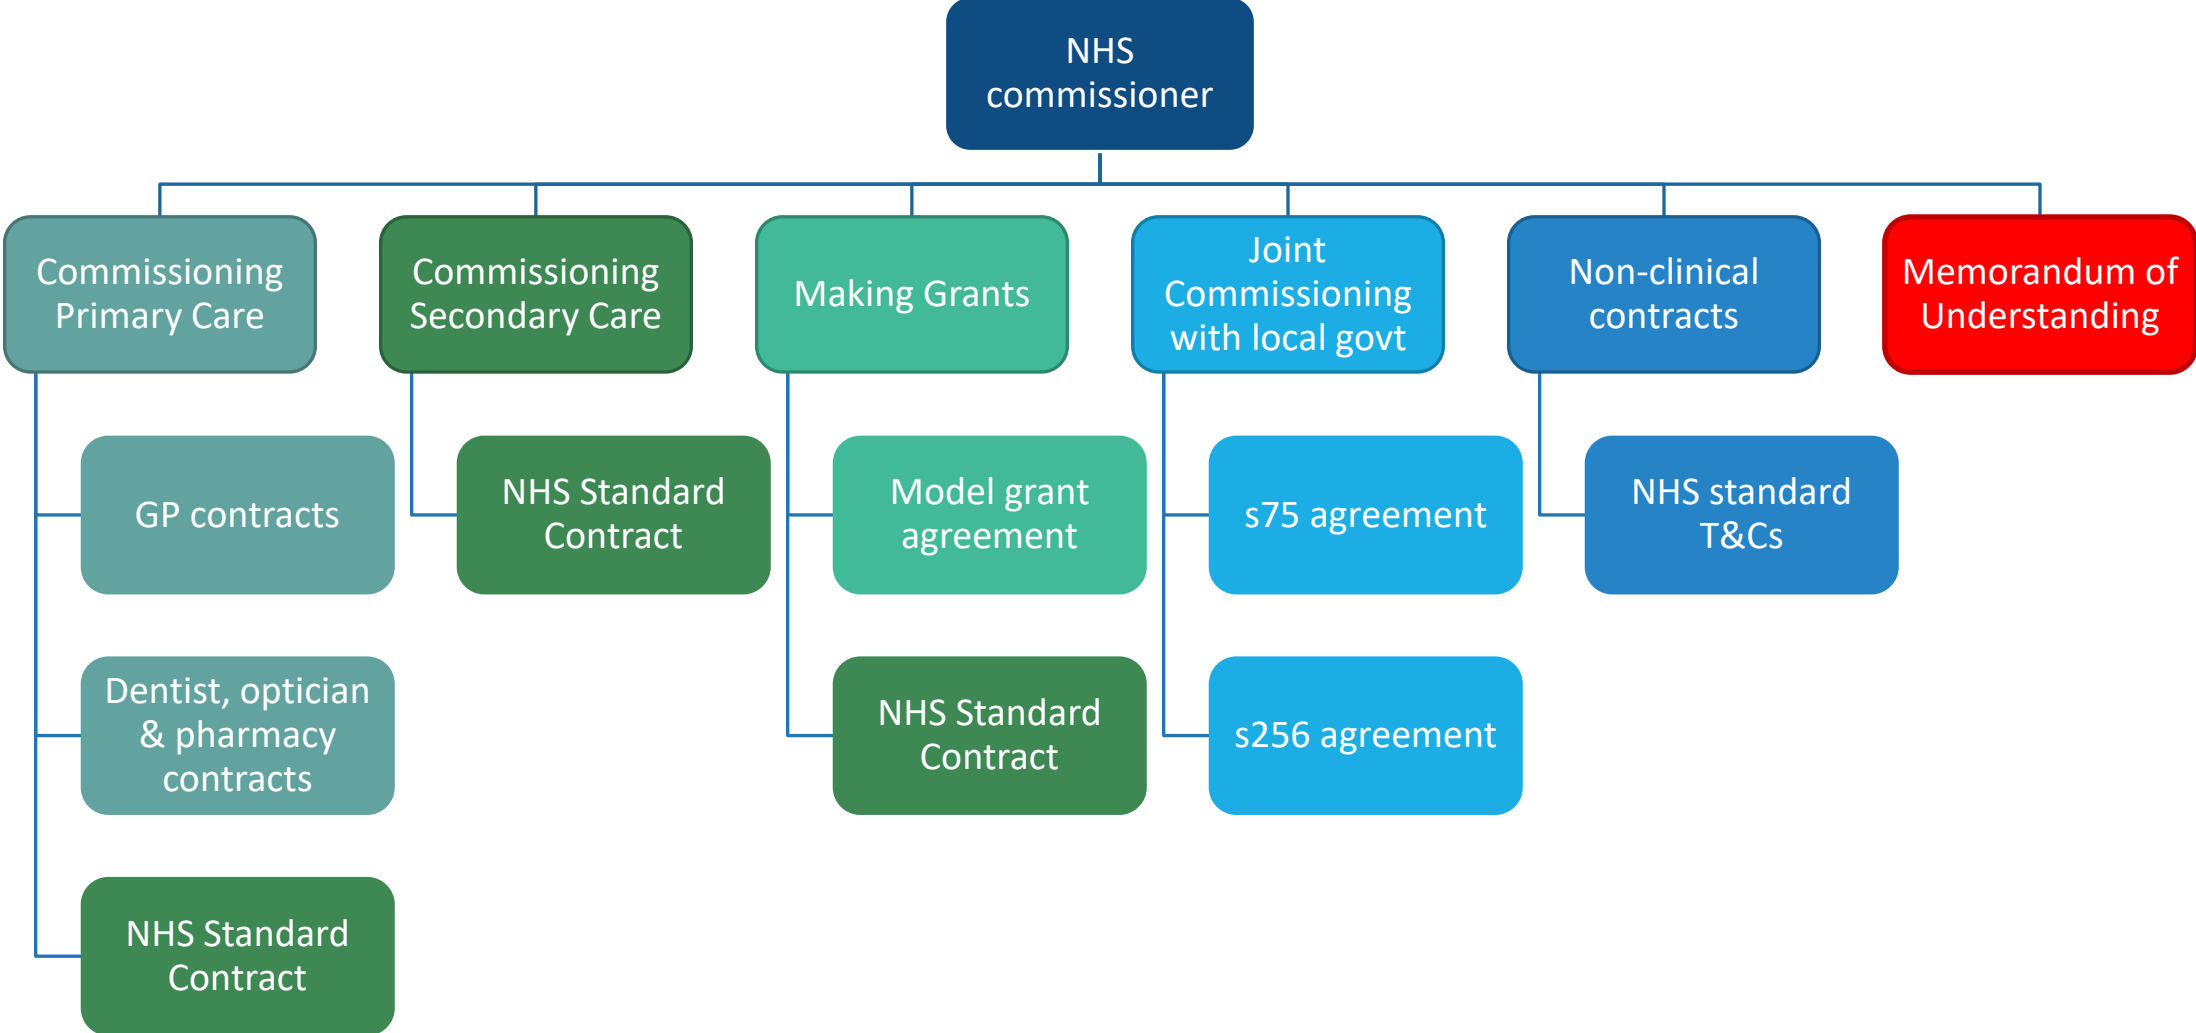 NHS
commissioner
Commissioning
Primary Care
Commissioning
Secondary Care
Making Grants
Joint
Commissioning
with local govt
Non-clinical
contracts
Memorandum of
Understanding
GP contracts
NHS Standard
Contract
Model grant
agreement
s75 agreement
NHS standard
T&Cs
Dentist, optician
& pharmacy
contracts
NHS Standard
Contract
s256 agreement
NHS Standard
Contract